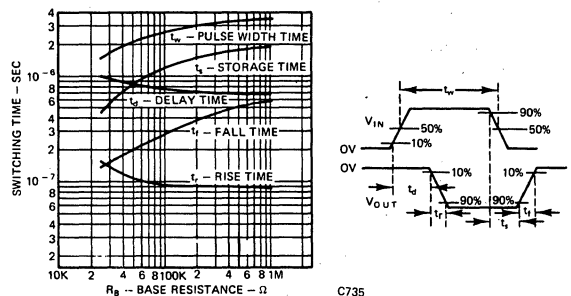 SWITCHING TIME – SEC
4
3
2
10⁻⁶
8
6
5
4
3
2
10⁻⁷
8
6
5
4
3
2
tw – PULSE WIDTH TIME
ts – STORAGE TIME
td – DELAY TIME
tf – FALL TIME
tr – RISE TIME
10K 2 4 6 8 100K 2 4 6 8 1M
RB -- BASE RESISTANCE – Ω
tw
VIN
90%
50%
50%
10%
0V
0V
10%
10%
td
VOUT
90%
90%
tr
tf
ts
C735